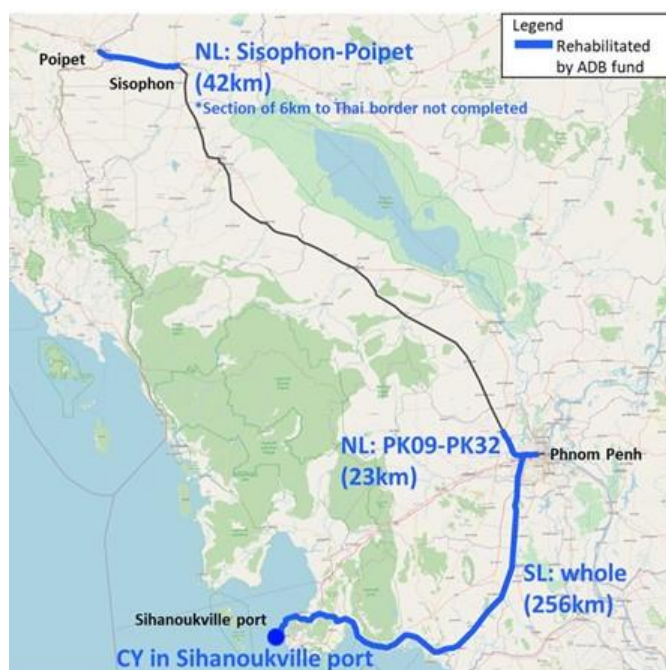 Legend
Rehabilitated
by ADB fund
Poipet
NL: Sisophon-Poipet
(42km)
Sisophon
*Section of 6km to Thai border not completed
NL: PK09-PK32
(23km)
Phnom Penh
SL: whole
(256km)
Sihanoukville port
CY in Sihanoukville port